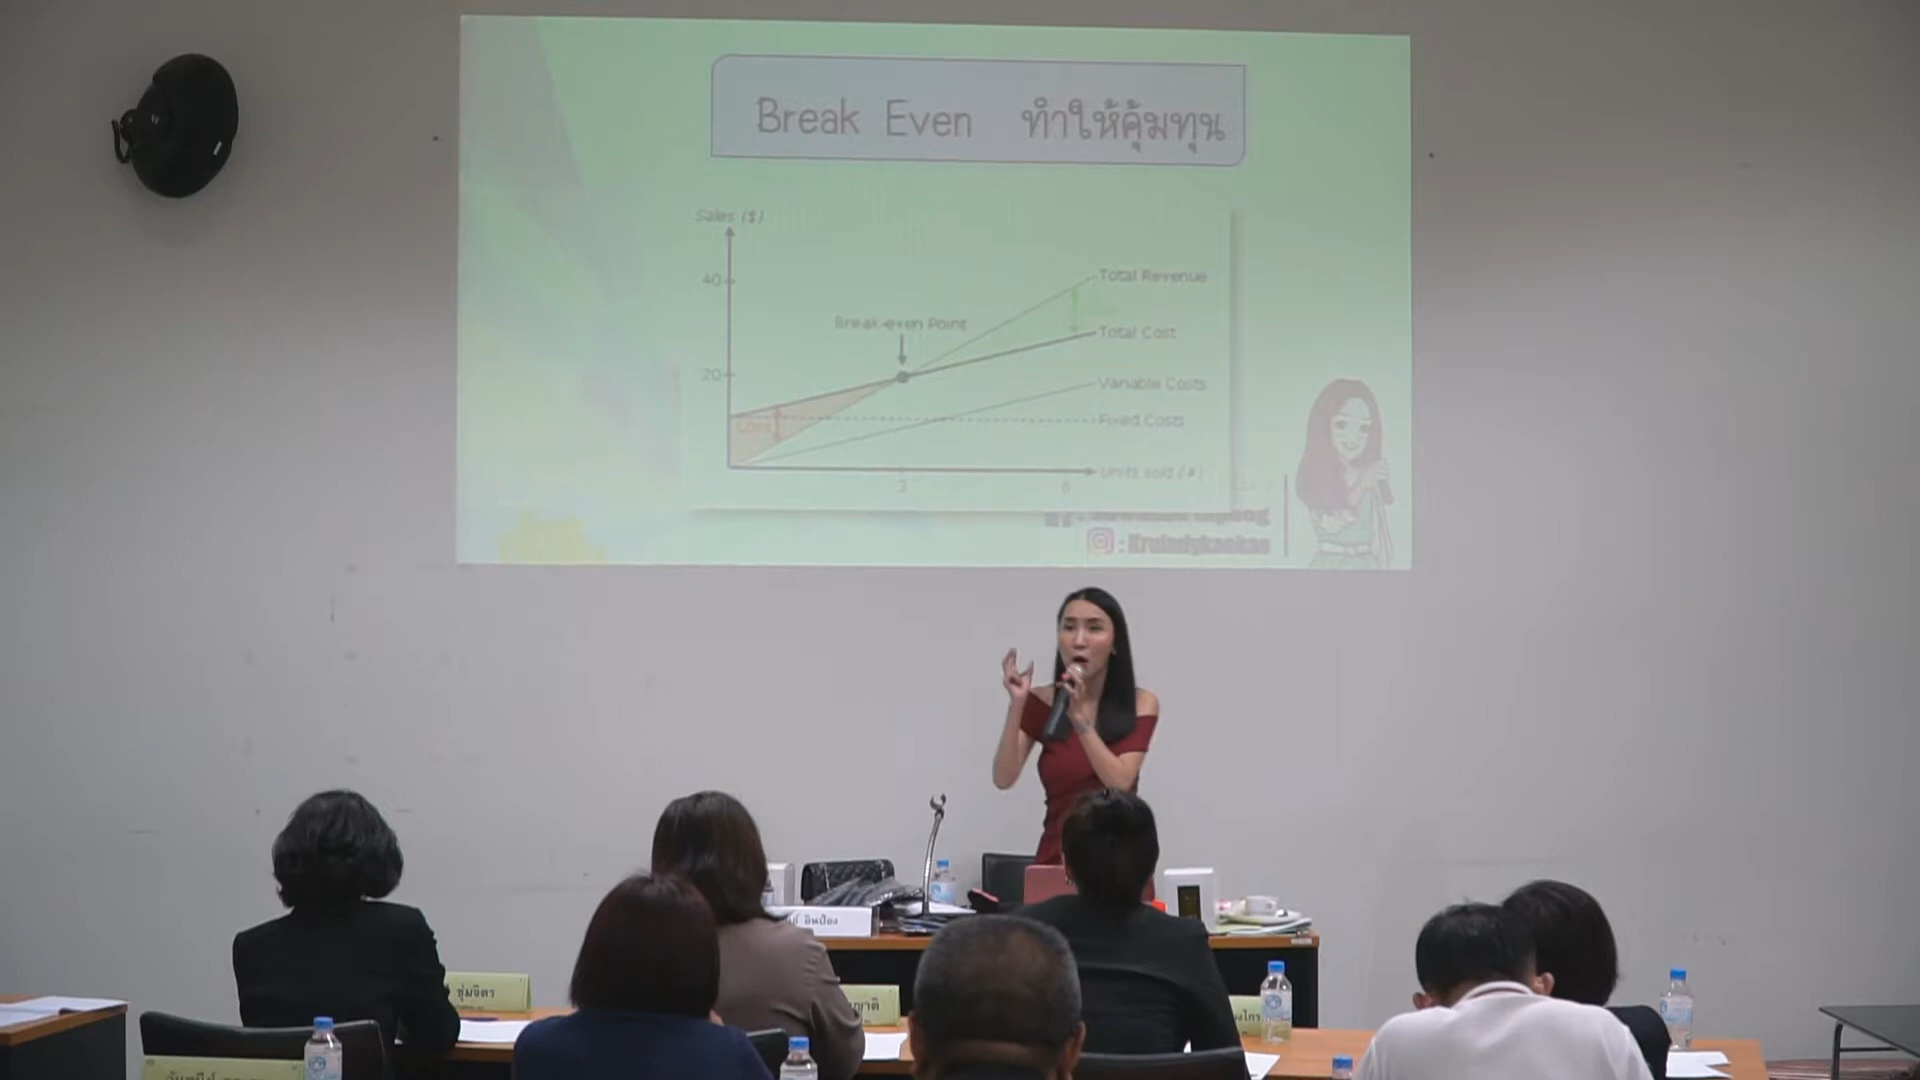 Break Even ทำให้คุ้มทุน
Sales ($)
40
Total Revenue
Break-even Point
Total Cost
20
Variable Costs
Fixed Costs
Loss
Units sold (#)
3
6
อินป้อง
ชุ่มจิตร